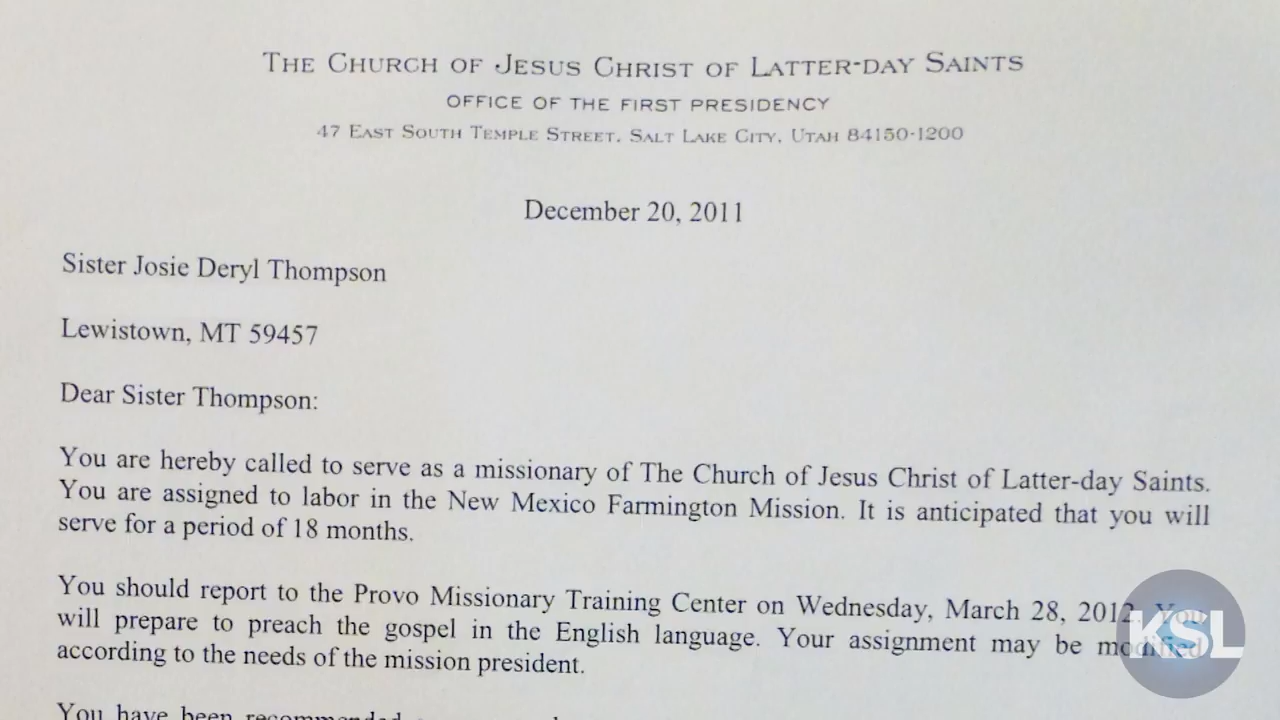 THE CHURCH OF JESUS CHRIST OF LATTER-DAY SAINTS
OFFICE OF THE FIRST PRESIDENCY
47 EAST SOUTH TEMPLE STREET, SALT LAKE CITY, UTAH 84150-1200
December 20, 2011
Sister Josie Deryl Thompson
Lewistown, MT 59457
Dear Sister Thompson:
You are hereby called to serve as a missionary of The Church of Jesus Christ of Latter-day Saints.
You are assigned to labor in the New Mexico Farmington Mission. It is anticipated that you will
serve for a period of 18 months.
You should report to the Provo Missionary Training Center on Wednesday, March 28, 2012. You
will prepare to preach the gospel in the English language. Your assignment may be modified
according to the needs of the mission president.
You have been recommended
KSL